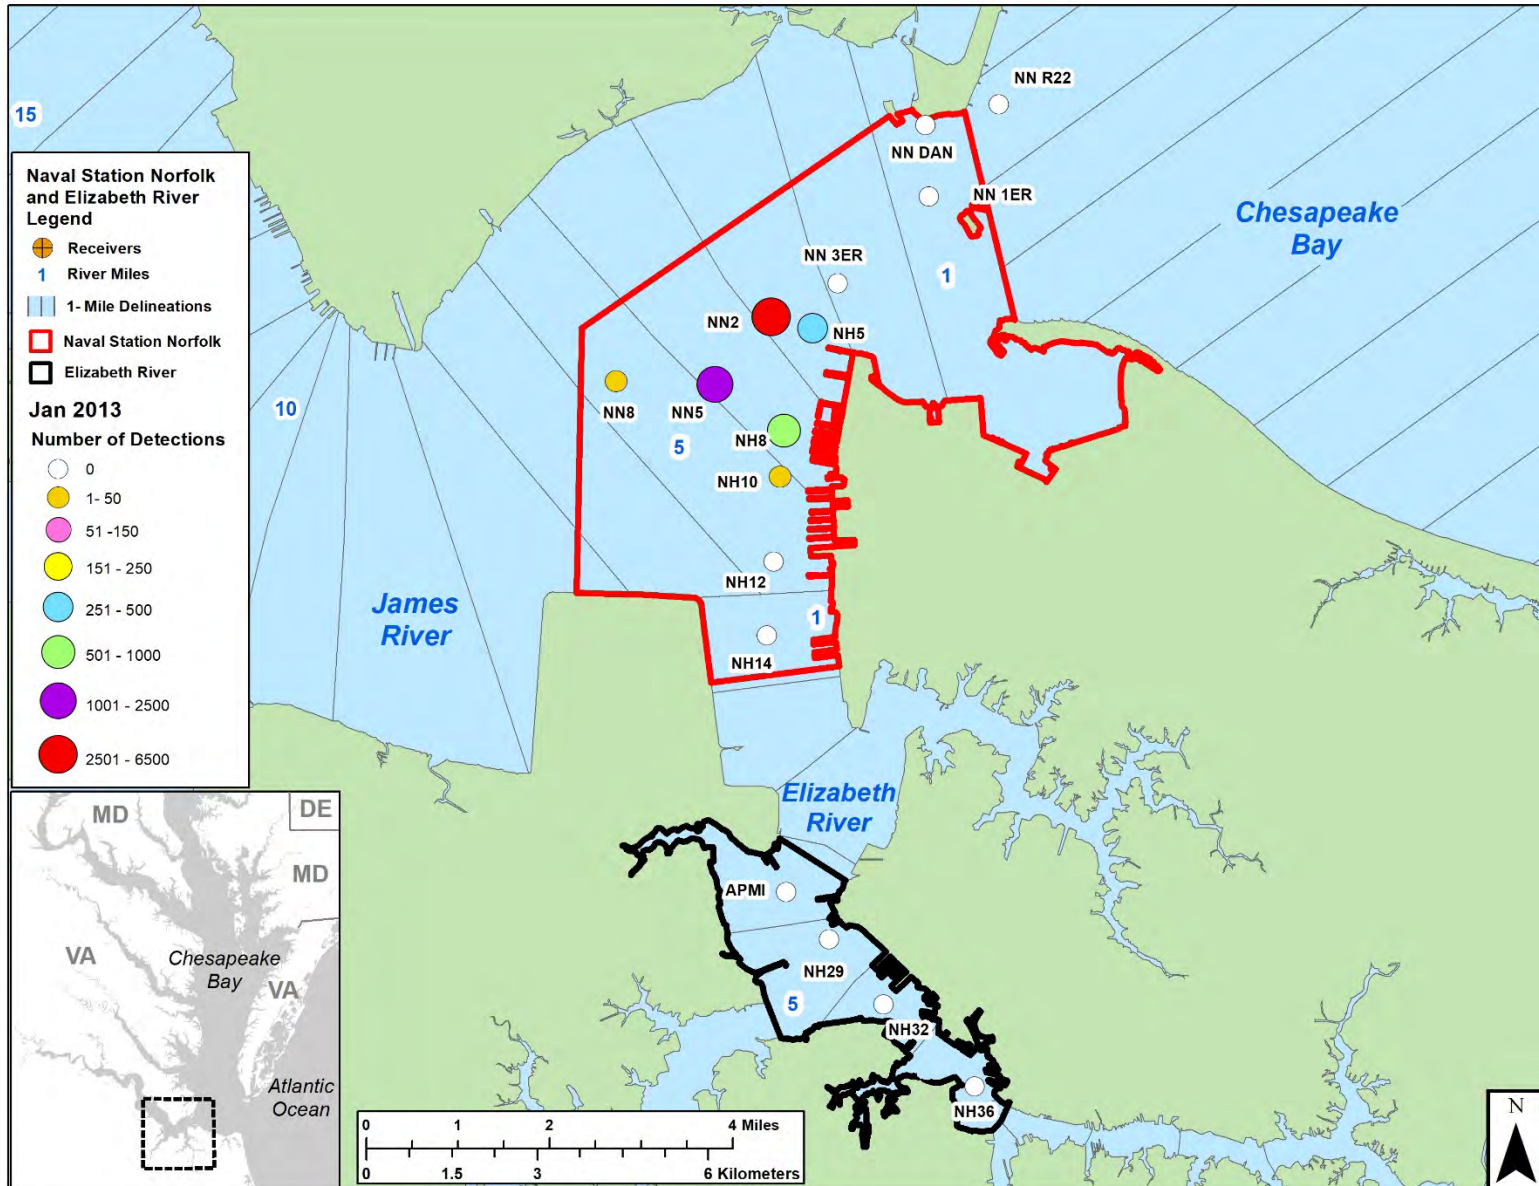 NN R22
15
NN DAN
Naval Station Norfolk
and Elizabeth River
Legend
Receivers
1 River Miles
1- Mile Delineations
Naval Station Norfolk
Elizabeth River
Jan 2013
Number of Detections
0
1- 50
51 -150
151 - 250
251 - 500
501 - 1000
1001 - 2500
2501 - 6500
NN 1ER
Chesapeake
Bay
NN 3ER
1
NN2
NH5
NN8
NN5
10
NH8
5
NH10
NH12
James
River
1
NH14
Elizabeth
River
APMI
NH29
5
NH32
NH36
MD
DE
MD
VA
Chesapeake
Bay
VA
Atlantic
Ocean
0 1 2 4 Miles
0 1.5 3 6 Kilometers
N